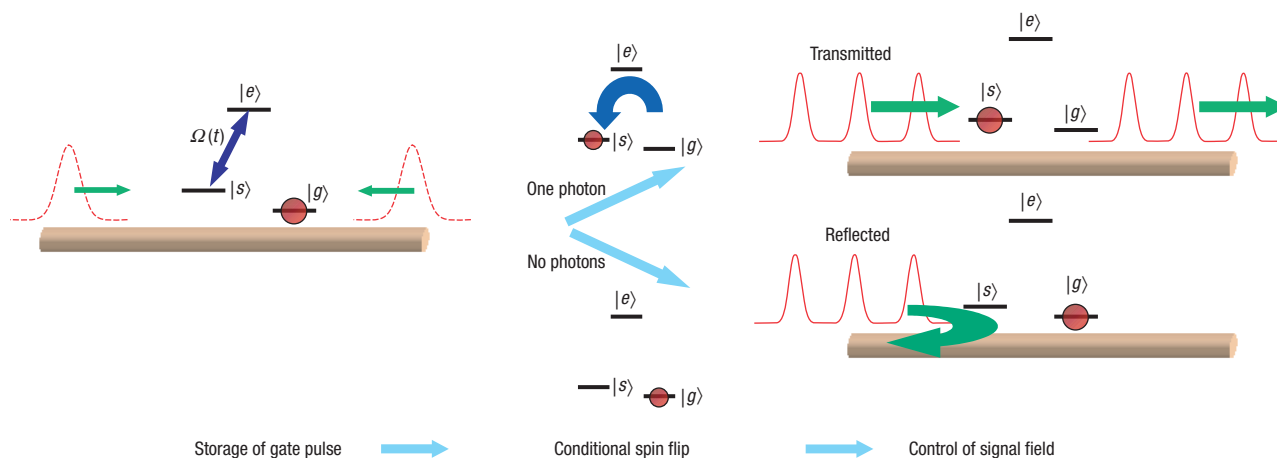 |e⟩
Ω(t)
|s⟩
|g⟩
|e⟩
|s⟩
|g⟩
One photon
No photons
|e⟩
|s⟩
|g⟩
|e⟩
Transmitted
|s⟩
|g⟩
|e⟩
Reflected
|s⟩
|g⟩
Storage of gate pulse
Conditional spin flip
Control of signal field